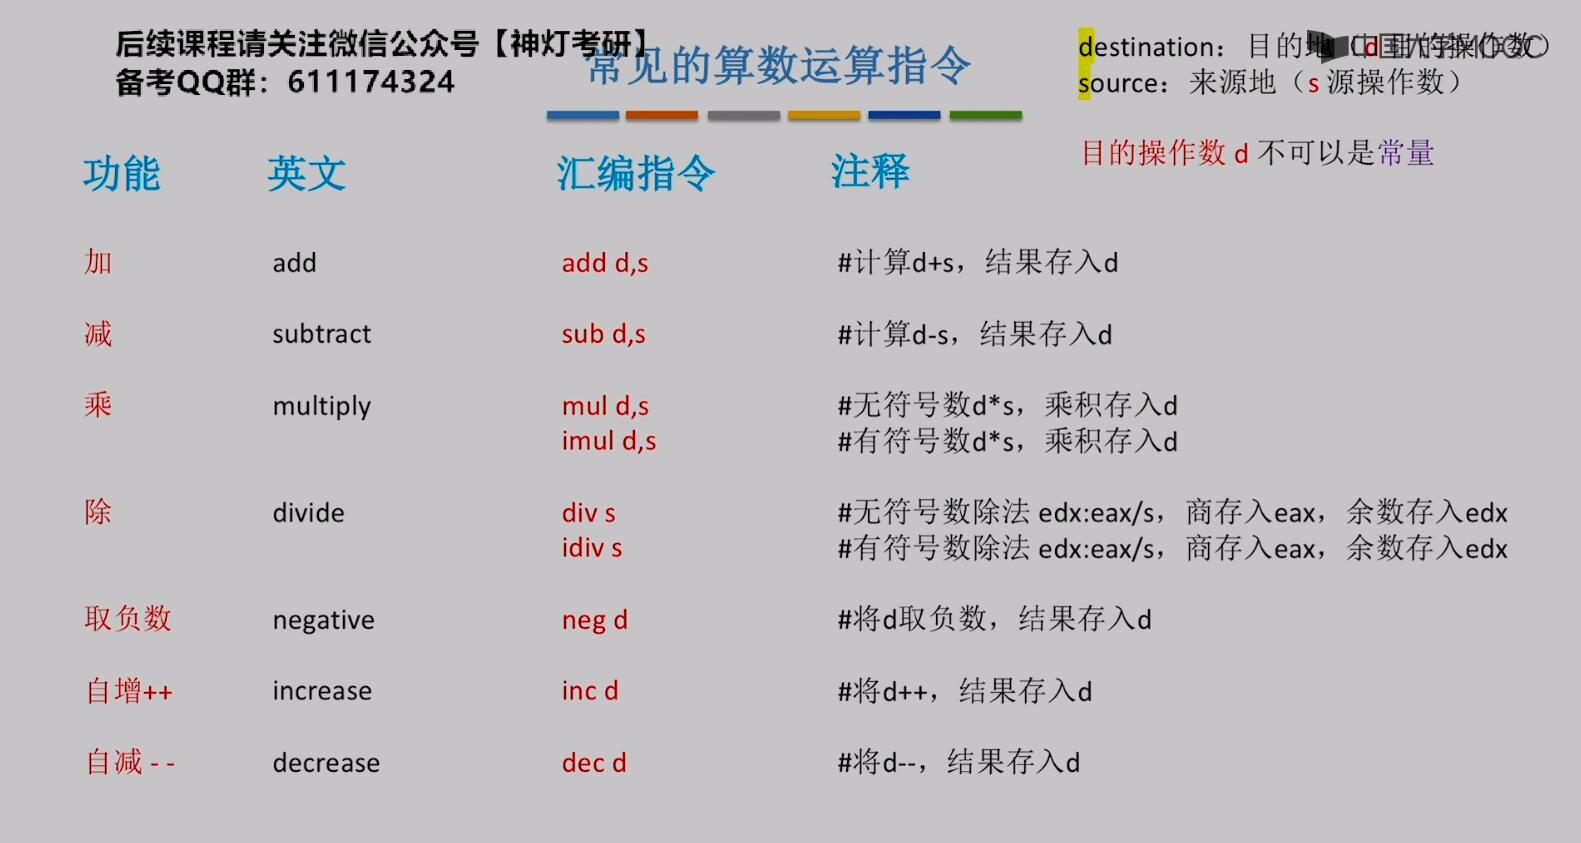 后续课程请关注微信公众号【神灯考研】
备考QQ群：611174324
常见的算数运算指令
destination：目的地（d 目的操作数）
source：来源地（s 源操作数）
目的操作数 d 不可以是常量
中国大学MOOC
功能 英文 汇编指令 注释
加 add add d,s #计算d+s，结果存入d
减 subtract sub d,s #计算d-s，结果存入d
乘 multiply mul d,s #无符号数d*s，乘积存入d
imul d,s #有符号数d*s，乘积存入d
除 divide div s #无符号数除法 edx:eax/s，商存入eax，余数存入edx
idiv s #有符号数除法 edx:eax/s，商存入eax，余数存入edx
取负数 negative neg d #将d取负数，结果存入d
自增++ increase inc d #将d++，结果存入d
自减 - - decrease dec d #将d--，结果存入d